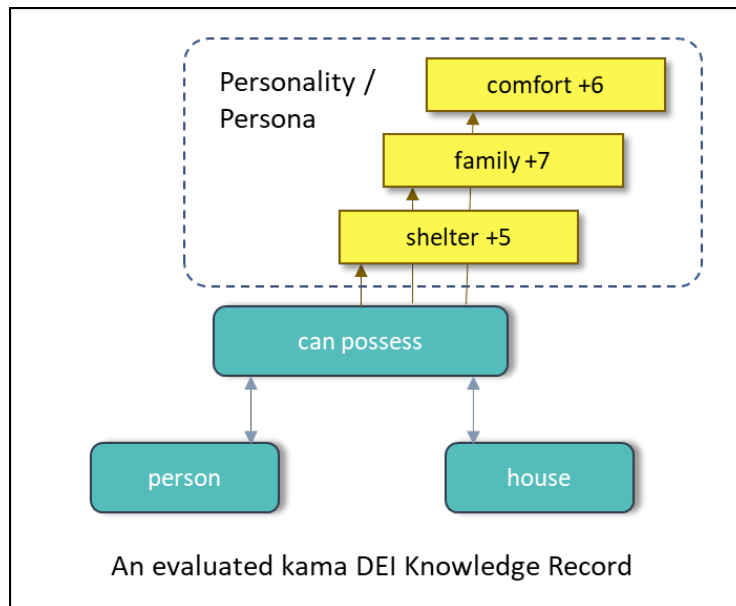 Personality /
Persona
comfort +6
family +7
shelter +5
can possess
person
house
An evaluated kama DEI Knowledge Record